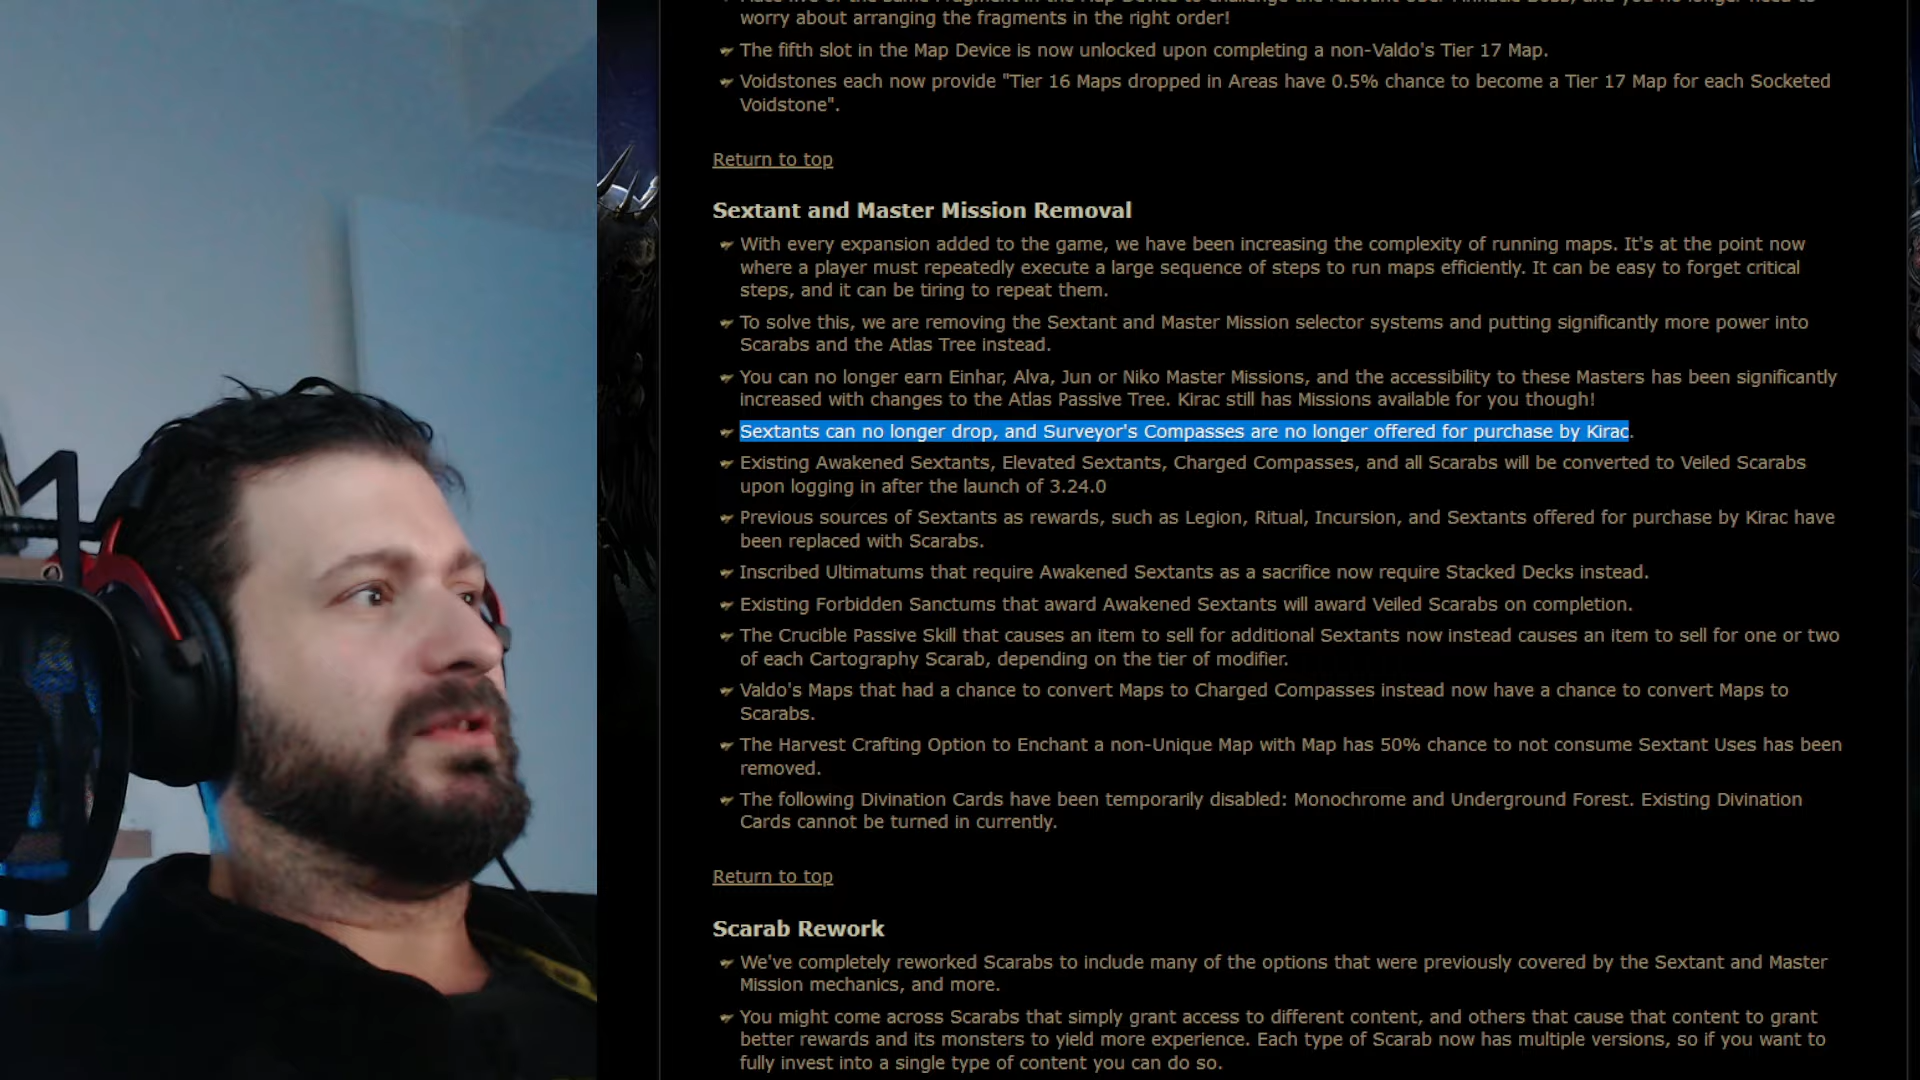 worry about arranging the fragments in the right order!
The fifth slot in the Map Device is now unlocked upon completing a non-Valdo's Tier 17 Map.
Voidstones each now provide "Tier 16 Maps dropped in Areas have 0.5% chance to become a Tier 17 Map for each Socketed
Voidstone".
Return to top
Sextant and Master Mission Removal
With every expansion added to the game, we have been increasing the complexity of running maps. It's at the point now
where a player must repeatedly execute a large sequence of steps to run maps efficiently. It can be easy to forget critical
steps, and it can be tiring to repeat them.
To solve this, we are removing the Sextant and Master Mission selector systems and putting significantly more power into
Scarabs and the Atlas Tree instead.
You can no longer earn Einhar, Alva, Jun or Niko Master Missions, and the accessibility to these Masters has been significantly
increased with changes to the Atlas Passive Tree. Kirac still has Missions available for you though!
Sextants can no longer drop, and Surveyor's Compasses are no longer offered for purchase by Kirac.
Existing Awakened Sextants, Elevated Sextants, Charged Compasses, and all Scarabs will be converted to Veiled Scarabs
upon logging in after the launch of 3.24.0
Previous sources of Sextants as rewards, such as Legion, Ritual, Incursion, and Sextants offered for purchase by Kirac have
been replaced with Scarabs.
Inscribed Ultimatums that require Awakened Sextants as a sacrifice now require Stacked Decks instead.
Existing Forbidden Sanctums that award Awakened Sextants will award Veiled Scarabs on completion.
The Crucible Passive Skill that causes an item to sell for additional Sextants now instead causes an item to sell for one or two
of each Cartography Scarab, depending on the tier of modifier.
Valdo's Maps that had a chance to convert Maps to Charged Compasses instead now have a chance to convert Maps to
Scarabs.
The Harvest Crafting Option to Enchant a non-Unique Map with Map has 50% chance to not consume Sextant Uses has been
removed.
The following Divination Cards have been temporarily disabled: Monochrome and Underground Forest. Existing Divination
Cards cannot be turned in currently.
Return to top
Scarab Rework
We've completely reworked Scarabs to include many of the options that were previously covered by the Sextant and Master
Mission mechanics, and more.
You might come across Scarabs that simply grant access to different content, and others that cause that content to grant
better rewards and its monsters to yield more experience. Each type of Scarab now has multiple versions, so if you want to
fully invest into a single type of content you can do so.